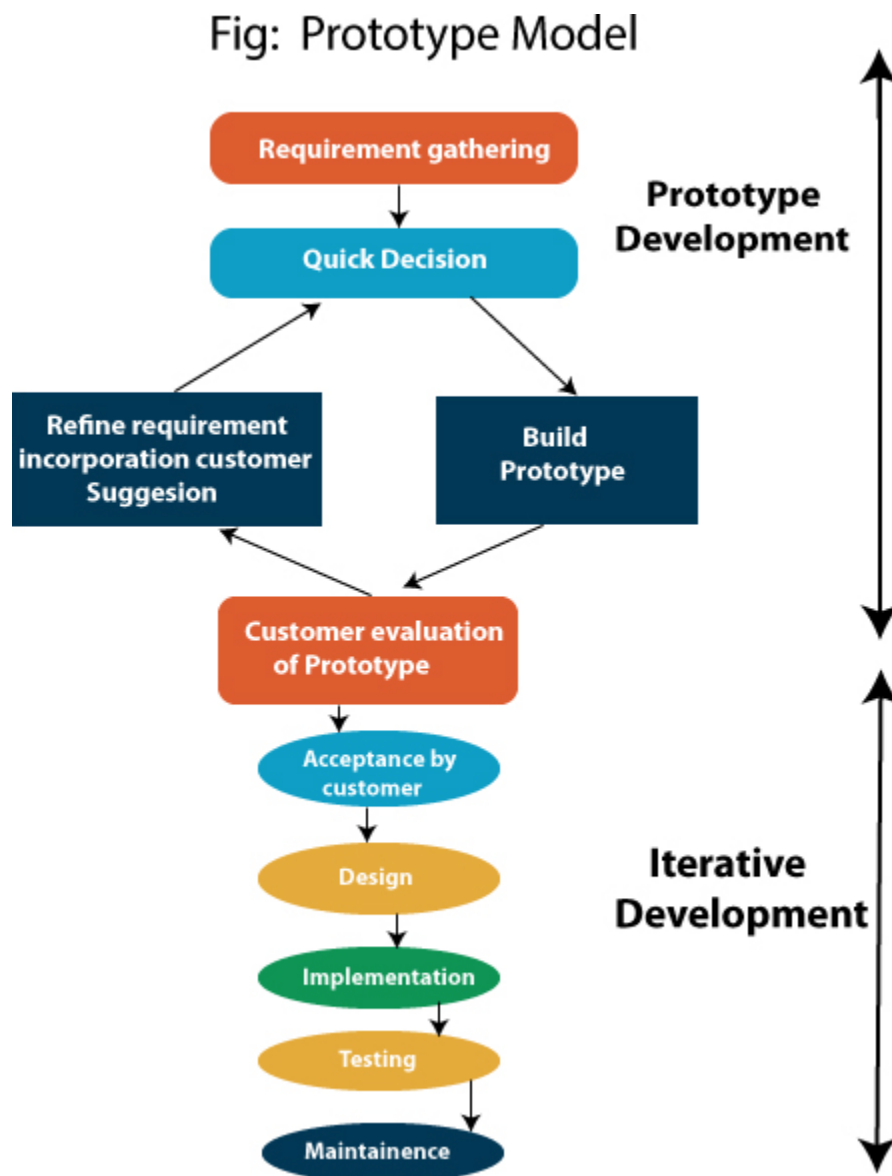 Fig: Prototype Model
Requirement gathering
Prototype
Development
Quick Decision
Refine requirement
incorporation customer
Suggesion
Build
Prototype
Customer evaluation
of Prototype
Acceptance by
customer
Design
Iterative
Development
Implementation
Testing
Maintainence